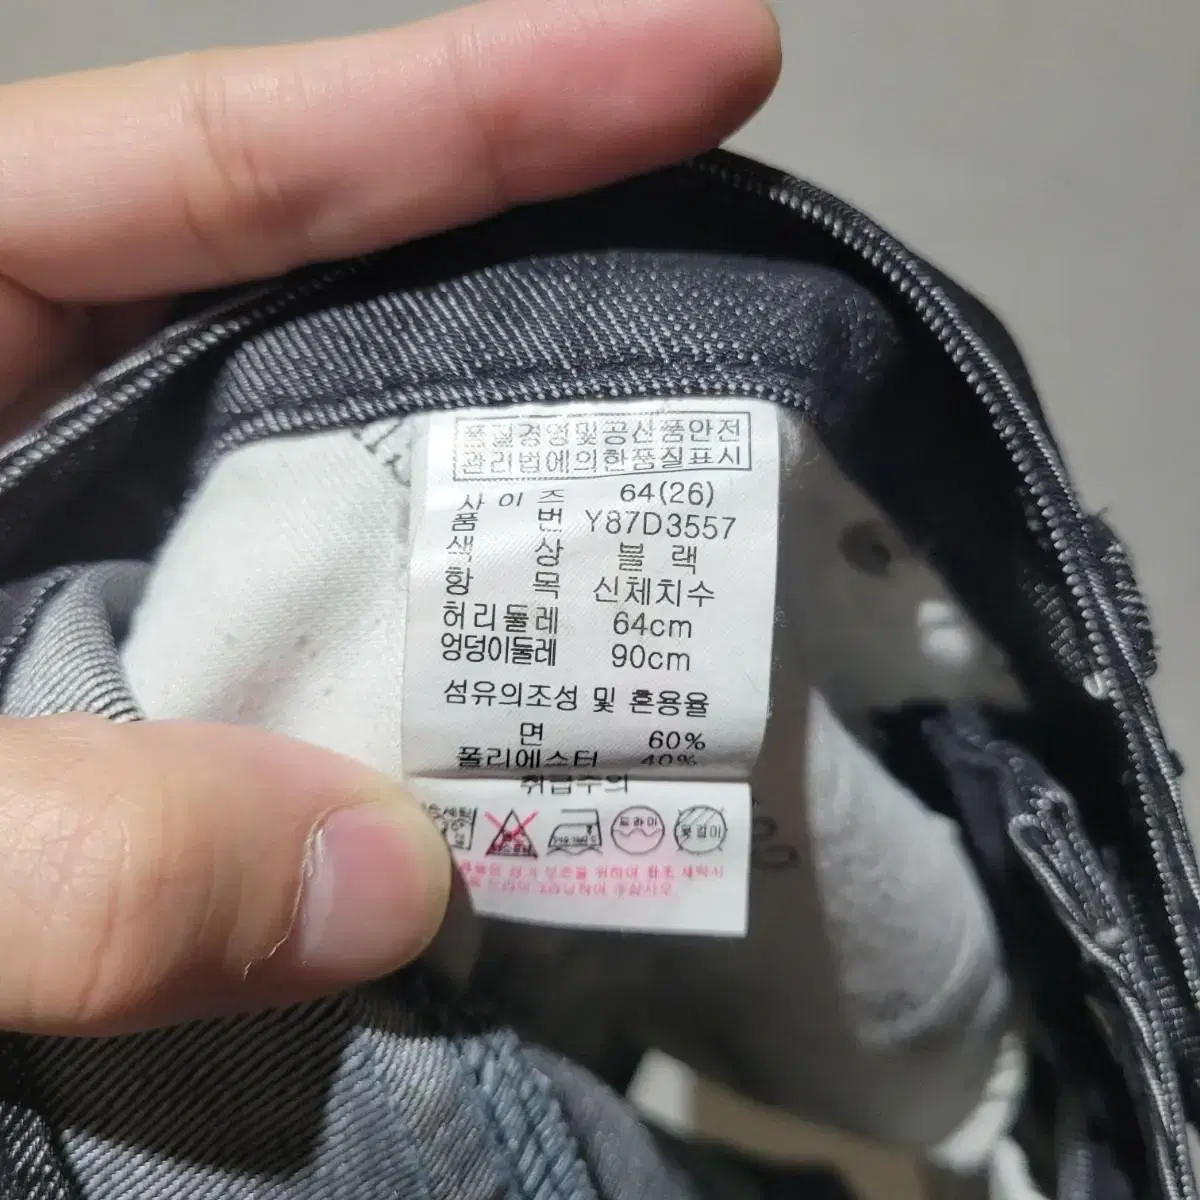 품질경영및공산품안전
관리법에의한품질표시
사이즈 64(26)
품번 Y87D3557
색상 블랙
항목 신체치수
허리둘레 64cm
엉덩이둘레 90cm
섬유의조성 및 혼용율
면 60%
폴리에스터 40%
취급주의
드라이